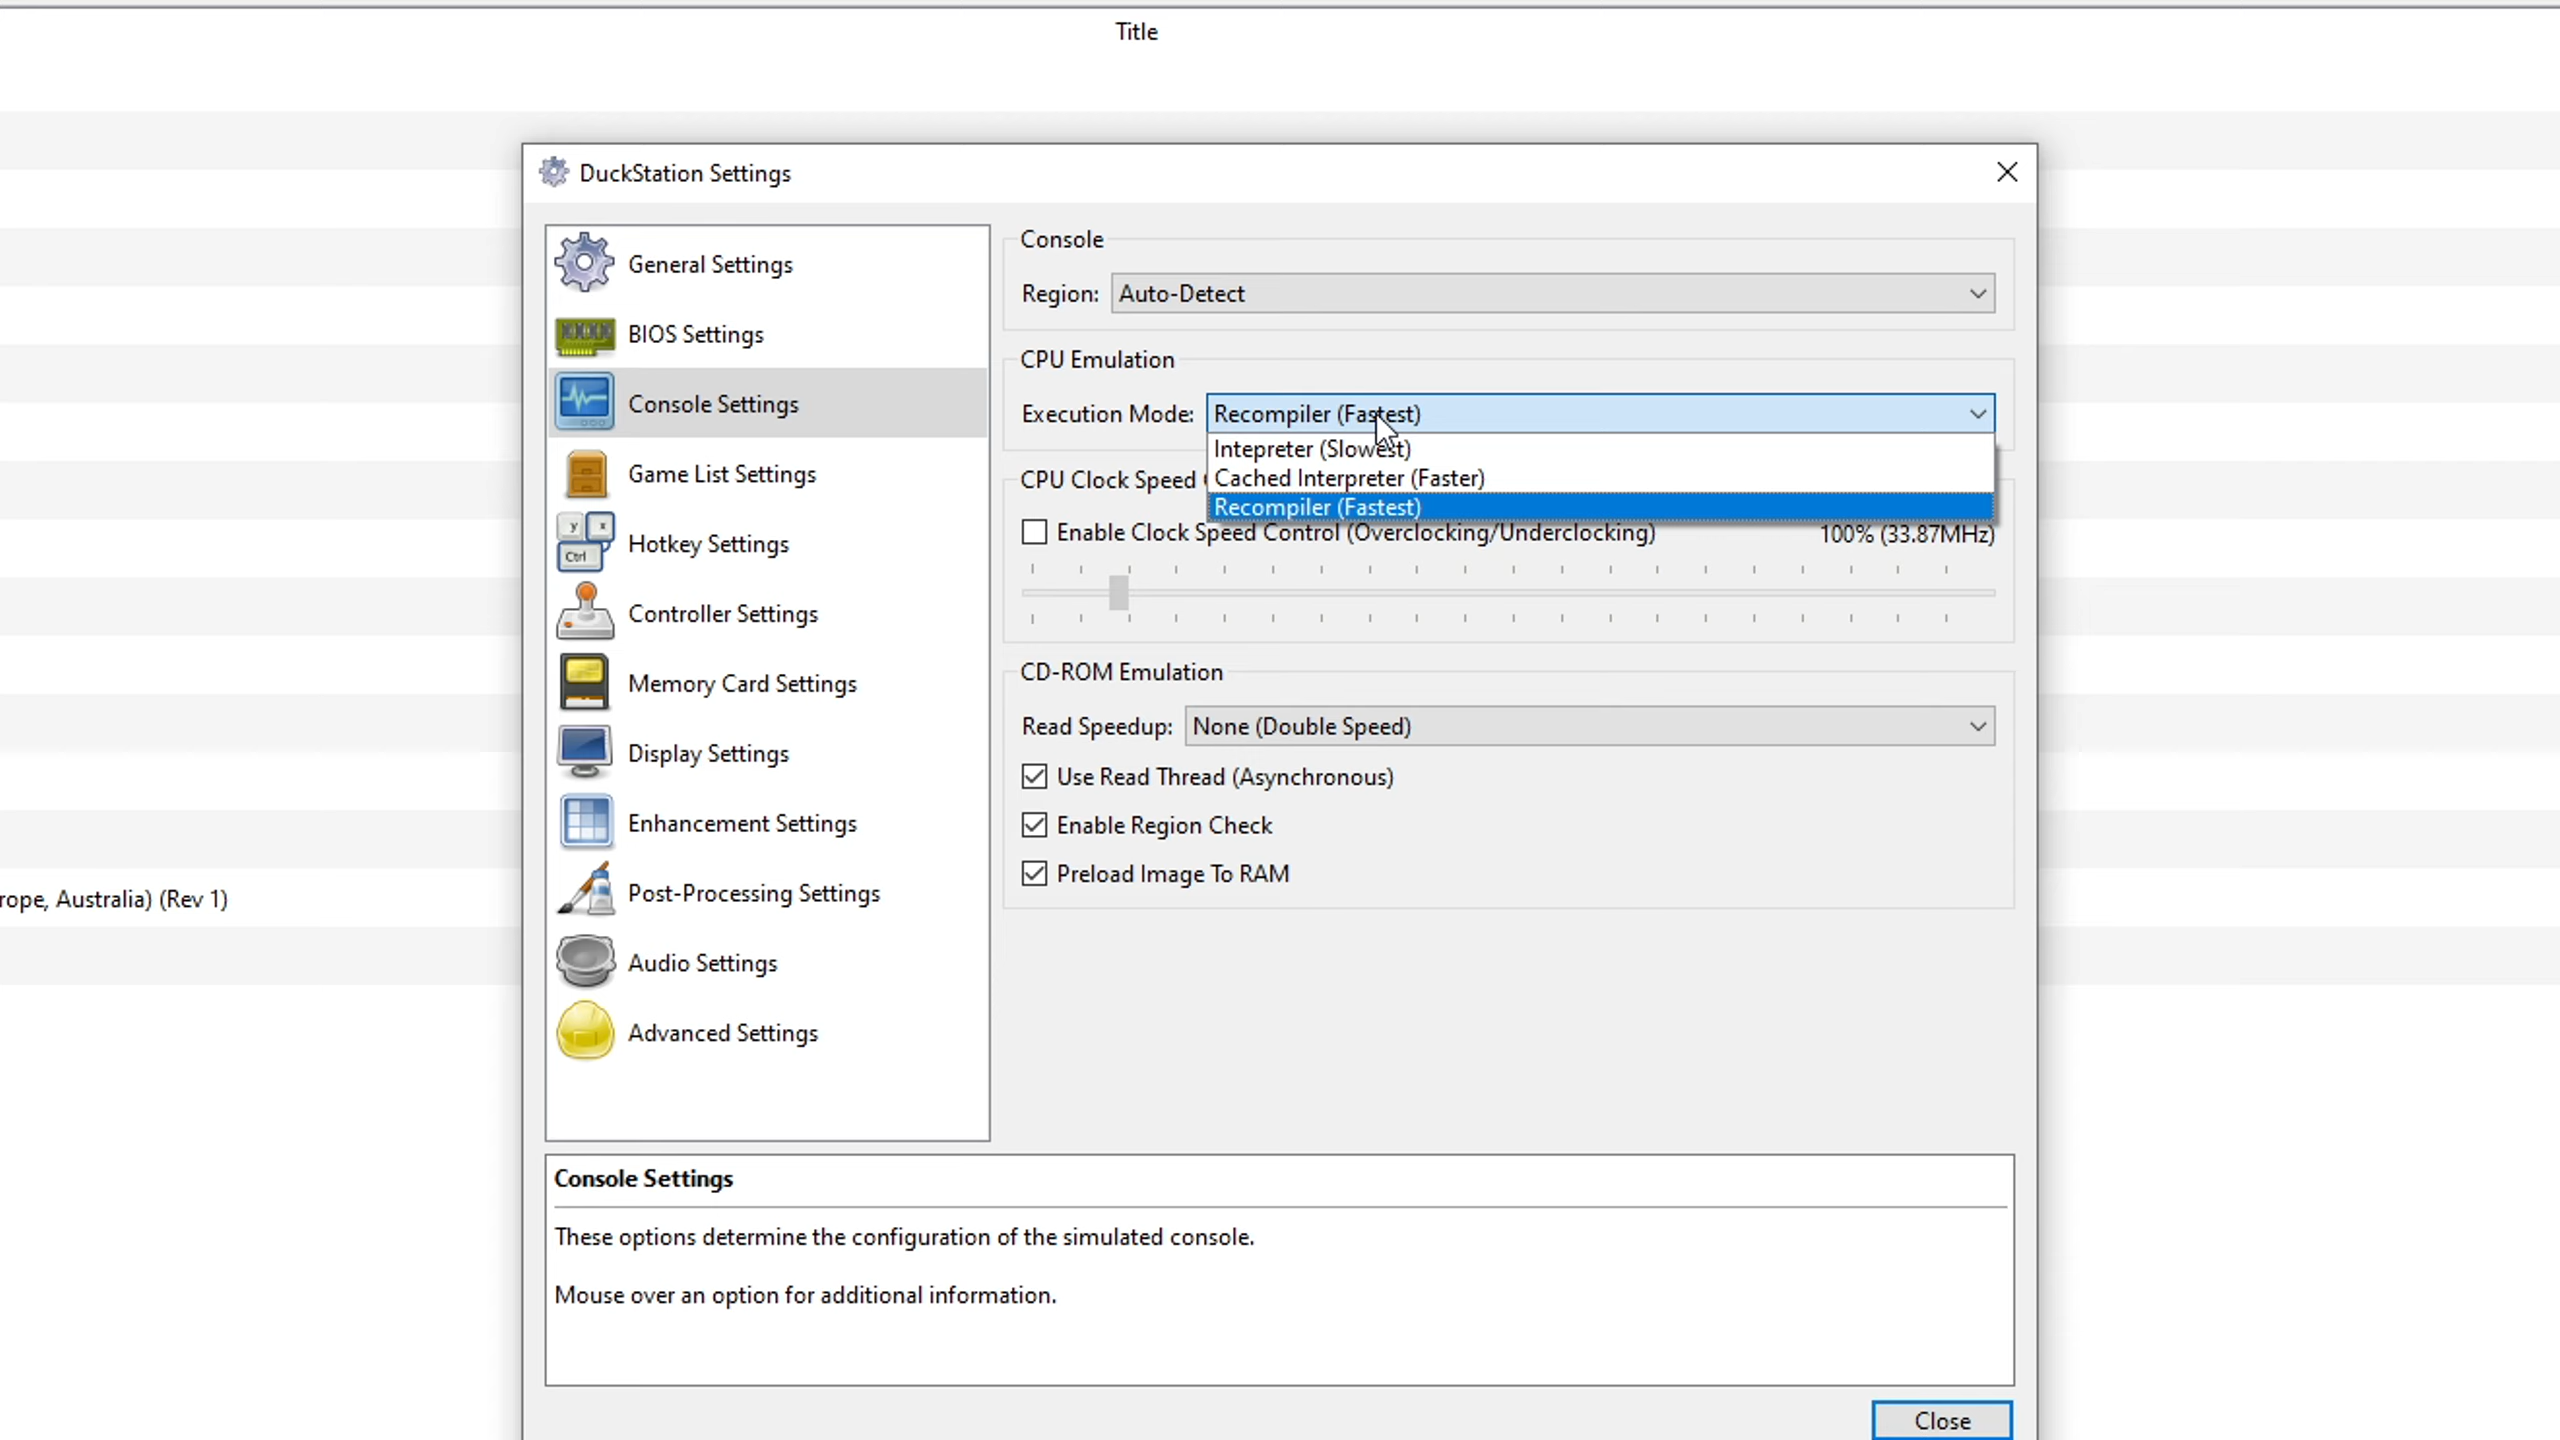 Title
DuckStation Settings
General Settings
BIOS Settings
Console Settings
Game List Settings
y x
Ctrl
Hotkey Settings
Controller Settings
Memory Card Settings
Display Settings
Enhancement Settings
Post-Processing Settings
Audio Settings
Advanced Settings
Console
Region: Auto-Detect
CPU Emulation
Execution Mode: Recompiler (Fastest)
Intepreter (Slowest)
Cached Interpreter (Faster)
Recompiler (Fastest)
CPU Clock Speed
Enable Clock Speed Control (Overclocking/Underclocking) 100% (33.87MHz)
CD-ROM Emulation
Read Speedup: None (Double Speed)
Use Read Thread (Asynchronous)
Enable Region Check
Preload Image To RAM
rope, Australia) (Rev 1)
Console Settings
These options determine the configuration of the simulated console.
Mouse over an option for additional information.
Close